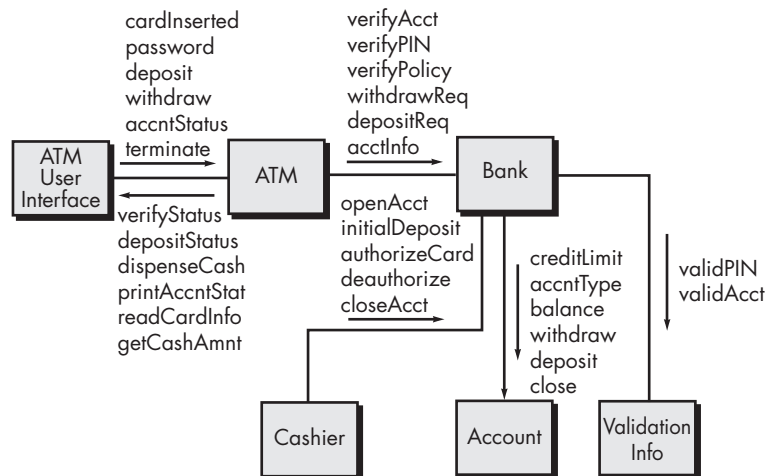 cardInserted
password
deposit
withdraw
accntStatus
terminate
verifyAcct
verifyPIN
verifyPolicy
withdrawReq
depositReq
acctInfo
ATM
User
Interface
ATM
Bank
verifyStatus
depositStatus
dispenseCash
printAccntStat
readCardInfo
getCashAmnt
openAcct
initialDeposit
authorizeCard
deauthorize
closeAcct
creditLimit
accntType
balance
withdraw
deposit
close
validPIN
validAcct
Cashier
Account
Validation
Info